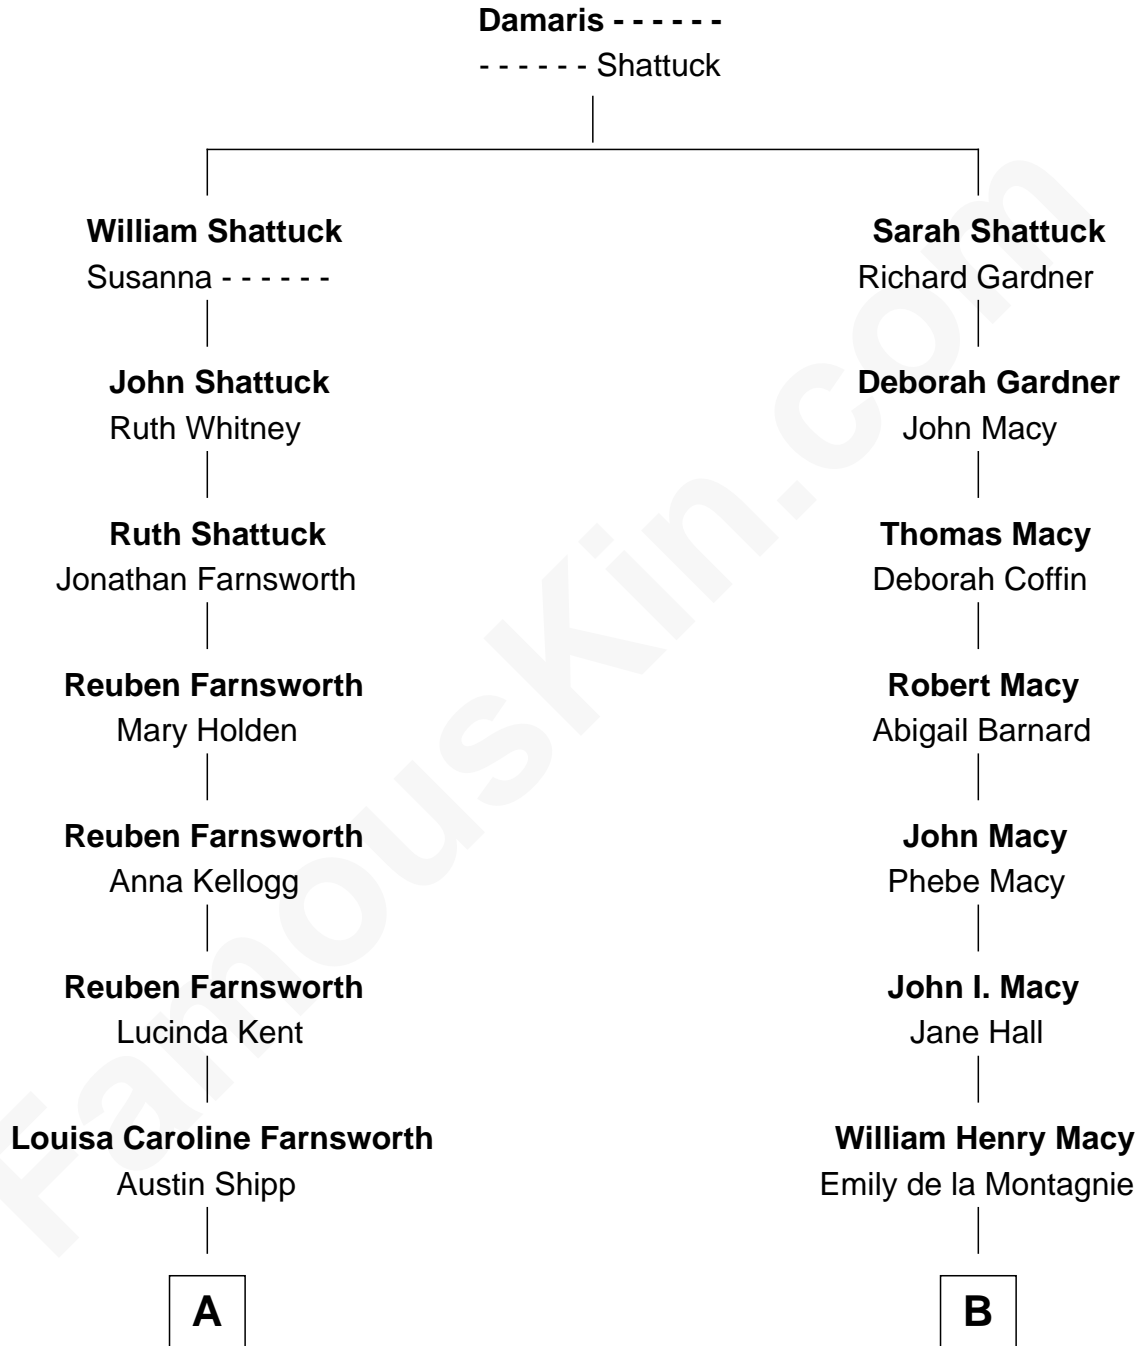 Damaris - - - - - -
- - - - - - Shattuck
William Shattuck
Susanna - - - - - -
Sarah Shattuck
Richard Gardner
John Shattuck
Ruth Whitney
Deborah Gardner
John Macy
Ruth Shattuck
Jonathan Farnsworth
Thomas Macy
Deborah Coffin
Reuben Farnsworth
Mary Holden
Robert Macy
Abigail Barnard
Reuben Farnsworth
Anna Kellogg
John Macy
Phebe Macy
Reuben Farnsworth
Lucinda Kent
John I. Macy
Jane Hall
Louisa Caroline Farnsworth
Austin Shipp
William Henry Macy
Emily de la Montagnie
A
B
FamousKin.com